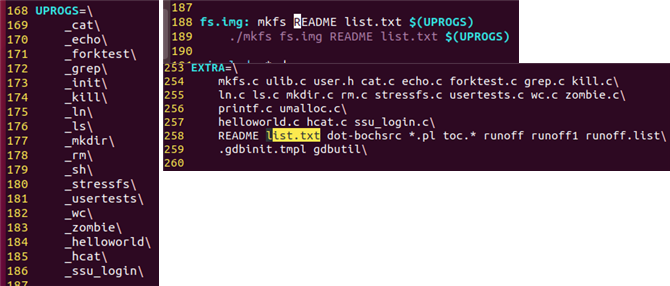 168 UPROGS=\
169     _cat\
170     _echo\
171     _forktest\
172     _grep\
173     _init\
174     _kill\
175     _ln\
176     _ls\
177     _mkdir\
178     _rm\
179     _sh\
180     _stressfs\
181     _usertests\
182     _wc\
183     _zombie\
184     _helloworld\
185     _hcat\
186     _ssu_login\
187
187
188 fs.img: mkfs README list.txt $(UPROGS)
189     ./mkfs fs.img README list.txt $(UPROGS)
190
253 EXTRA=\
254     mkfs.c ulib.c user.h cat.c echo.c forktest.c grep.c kill.c\
255     ln.c ls.c mkdir.c rm.c stressfs.c usertests.c wc.c zombie.c\
256     printf.c umalloc.c\
257     helloworld.c hcat.c ssu_login.c\
258     README list.txt dot-bochsrc *.pl toc.* runoff runoff1 runoff.list\
259     .gdbinit.tmpl gdbutil\
260